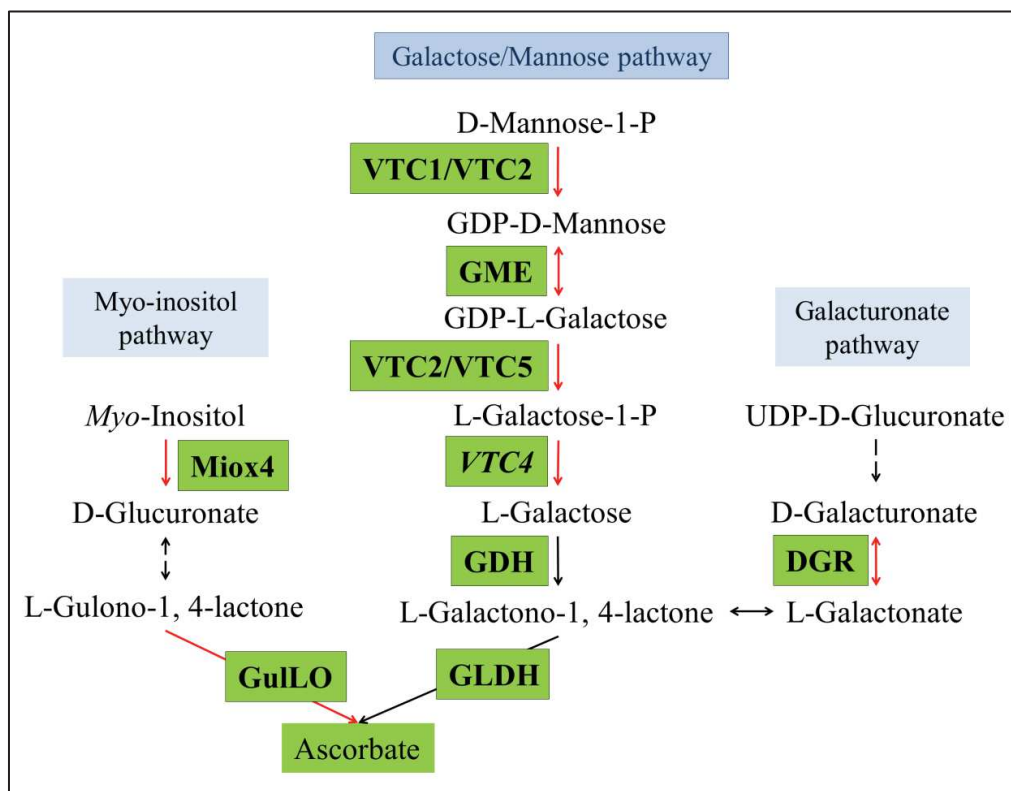 Galactose/Mannose pathway
D-Mannose-1-P
VTC1/VTC2
GDP-D-Mannose
GME
GDP-L-Galactose
VTC2/VTC5
L-Galactose-1-P
VTC4
L-Galactose
GDH
L-Galactono-1, 4-lactone
GLDH
Myo-inositol
pathway
Myo-Inositol
Miox4
D-Glucuronate
L-Gulono-1, 4-lactone
GulLO
Ascorbate
Galacturonate
pathway
UDP-D-Glucuronate
D-Galacturonate
DGR
L-Galactonate